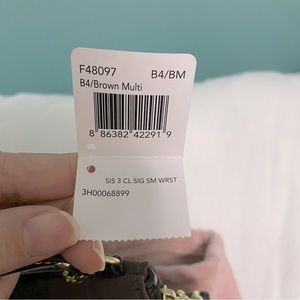 F48097 B4/BM
B4/Brown Multi
8 86382 42291 9
SIS 3 CL SIG SM WRST
3H00068899